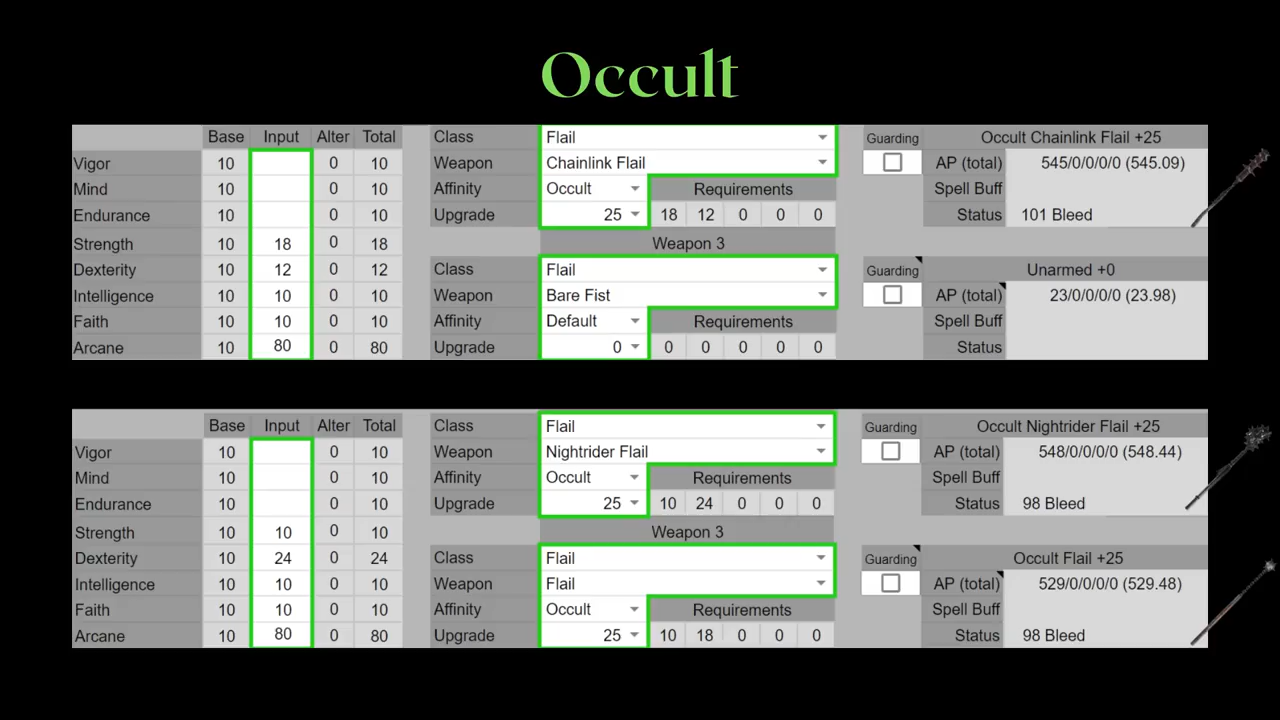 Occult
Base Input Alter Total Class Flail Guarding Occult Chainlink Flail +25
Vigor 10 0 10 Weapon Chainlink Flail AP (total) 545/0/0/0/0 (545.09)
Mind 10 0 10 Affinity Occult Requirements Spell Buff
Endurance 10 0 10 Upgrade 25 18 12 0 0 0 Status 101 Bleed
Strength 10 18 0 18 Weapon 3
Dexterity 10 12 0 12 Class Flail Guarding Unarmed +0
Intelligence 10 10 0 10 Weapon Bare Fist AP (total) 23/0/0/0/0 (23.98)
Faith 10 10 0 10 Affinity Default Requirements Spell Buff
Arcane 10 80 0 80 Upgrade 0 0 0 0 0 0 Status
Base Input Alter Total Class Flail Guarding Occult Nightrider Flail +25
Vigor 10 0 10 Weapon Nightrider Flail AP (total) 548/0/0/0/0 (548.44)
Mind 10 0 10 Affinity Occult Requirements Spell Buff
Endurance 10 0 10 Upgrade 25 10 24 0 0 0 Status 98 Bleed
Strength 10 10 0 10 Weapon 3
Dexterity 10 24 0 24 Class Flail Guarding Occult Flail +25
Intelligence 10 10 0 10 Weapon Flail AP (total) 529/0/0/0/0 (529.48)
Faith 10 10 0 10 Affinity Occult Requirements Spell Buff
Arcane 10 80 0 80 Upgrade 25 10 18 0 0 0 Status 98 Bleed